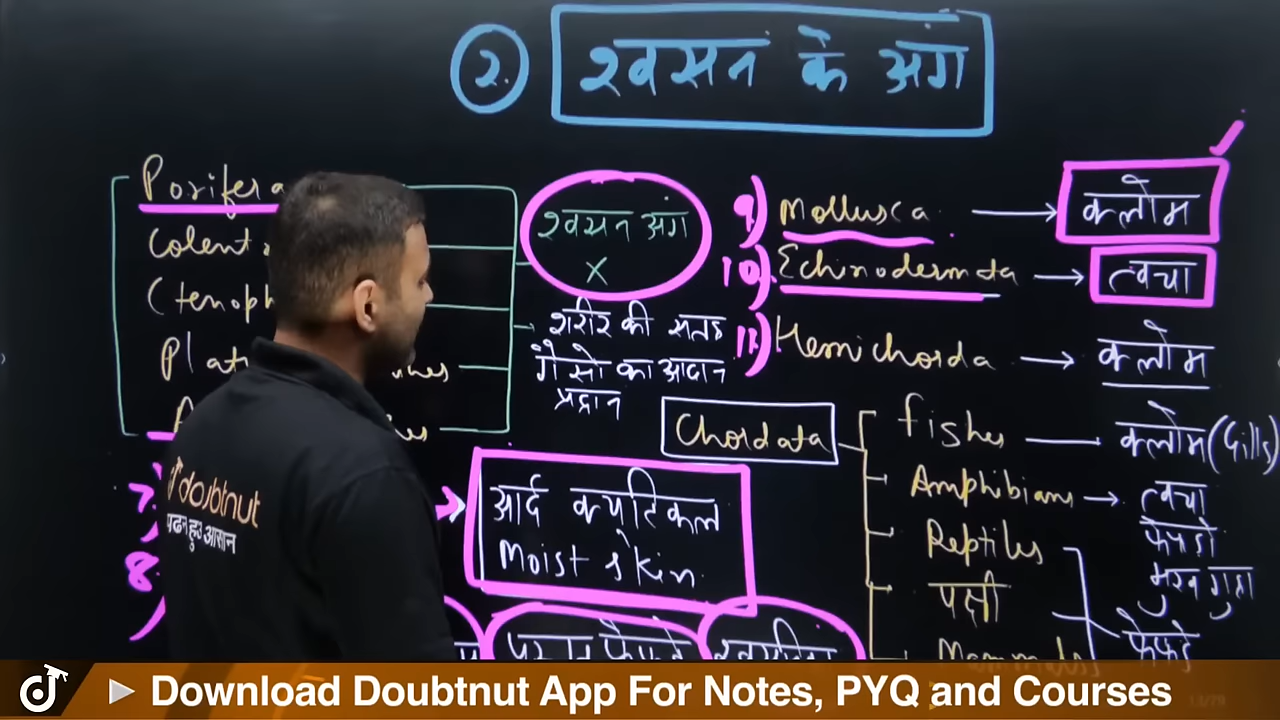 2.
श्वसन के अंग
Porifera
Colent
Ctenoph
Plat
श्वसन अंग
X
शरीर की सतह
गैसो का आदान
प्रदान
7
8
आर्द क्युटिकल
Moist skin
9) Mollusca → क्लोम
10) Echinodermata → त्वचा
11) Hemichorda → क्लोम
Chordata
fishes — क्लोम (Gills)
Amphibians → त्वचा
फेफडो
मुख गुहा
Reptiles
पक्षी
Mammals
फेफडे
doubtnut
पढना हुआ आसान
Download Doubtnut App For Notes, PYQ and Courses